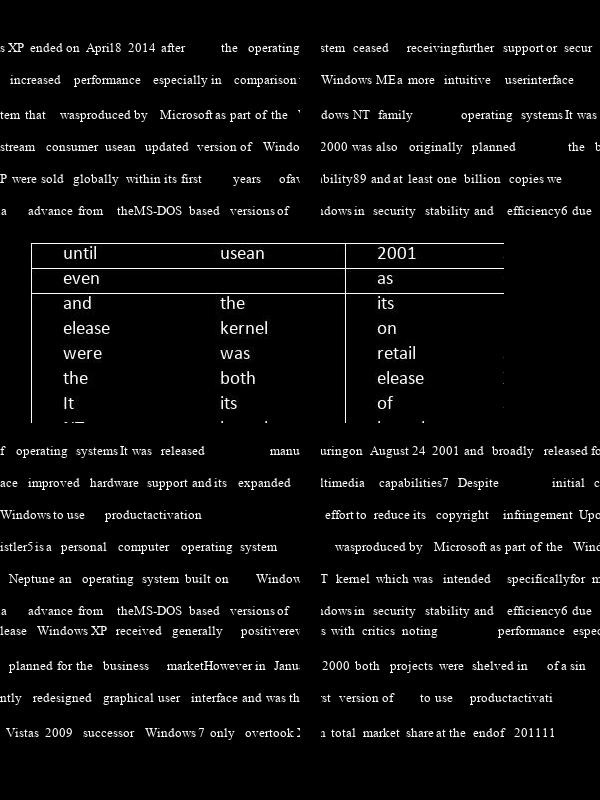 s XP ended on April8 2014 after the operating
increased performance especially in comparison
tem that wasproduced by Microsoft as part of the
stream consumer usean updated version of Windo
P were sold globally within its first years ofav
a advance from theMS-DOS based versions of
stem ceased receivingfurther support or secur
Windows MEa more intuitive userinterface
dows NT family operating systemsIt was
2000 was also originally planned the b
bility89 and at least one billion copies we
dows in security stability and efficiency6 due
until usean 2001
even as
and the its
elease kernel on
were was retail
the both elease
It its of
f operating systemsIt was released manu
ace improved hardware support and its expanded
Windows to use productactivation
istler5is a personal computer operating system
Neptune an operating system built on Window
a advance from theMS-DOS based versions of
lease Windows XP received generally positiverev
planned for the business marketHowever in Janu
ntly redesigned graphical user interface and was th
Vistas 2009 successor Windows 7 only overtook
uringon August 24 2001 and broadly released fo
ltimedia capabilities7 Despite initial c
effort to reduce its copyright infringement Upo
wasproduced by Microsoft as part of the Wind
T kernel which was intended specificallyfor m
dows in security stability and efficiency6 due
s with critics noting performance espec
2000 both projects were shelved in of a sin
st version of to use productactivati
n total market share at the endof 201111